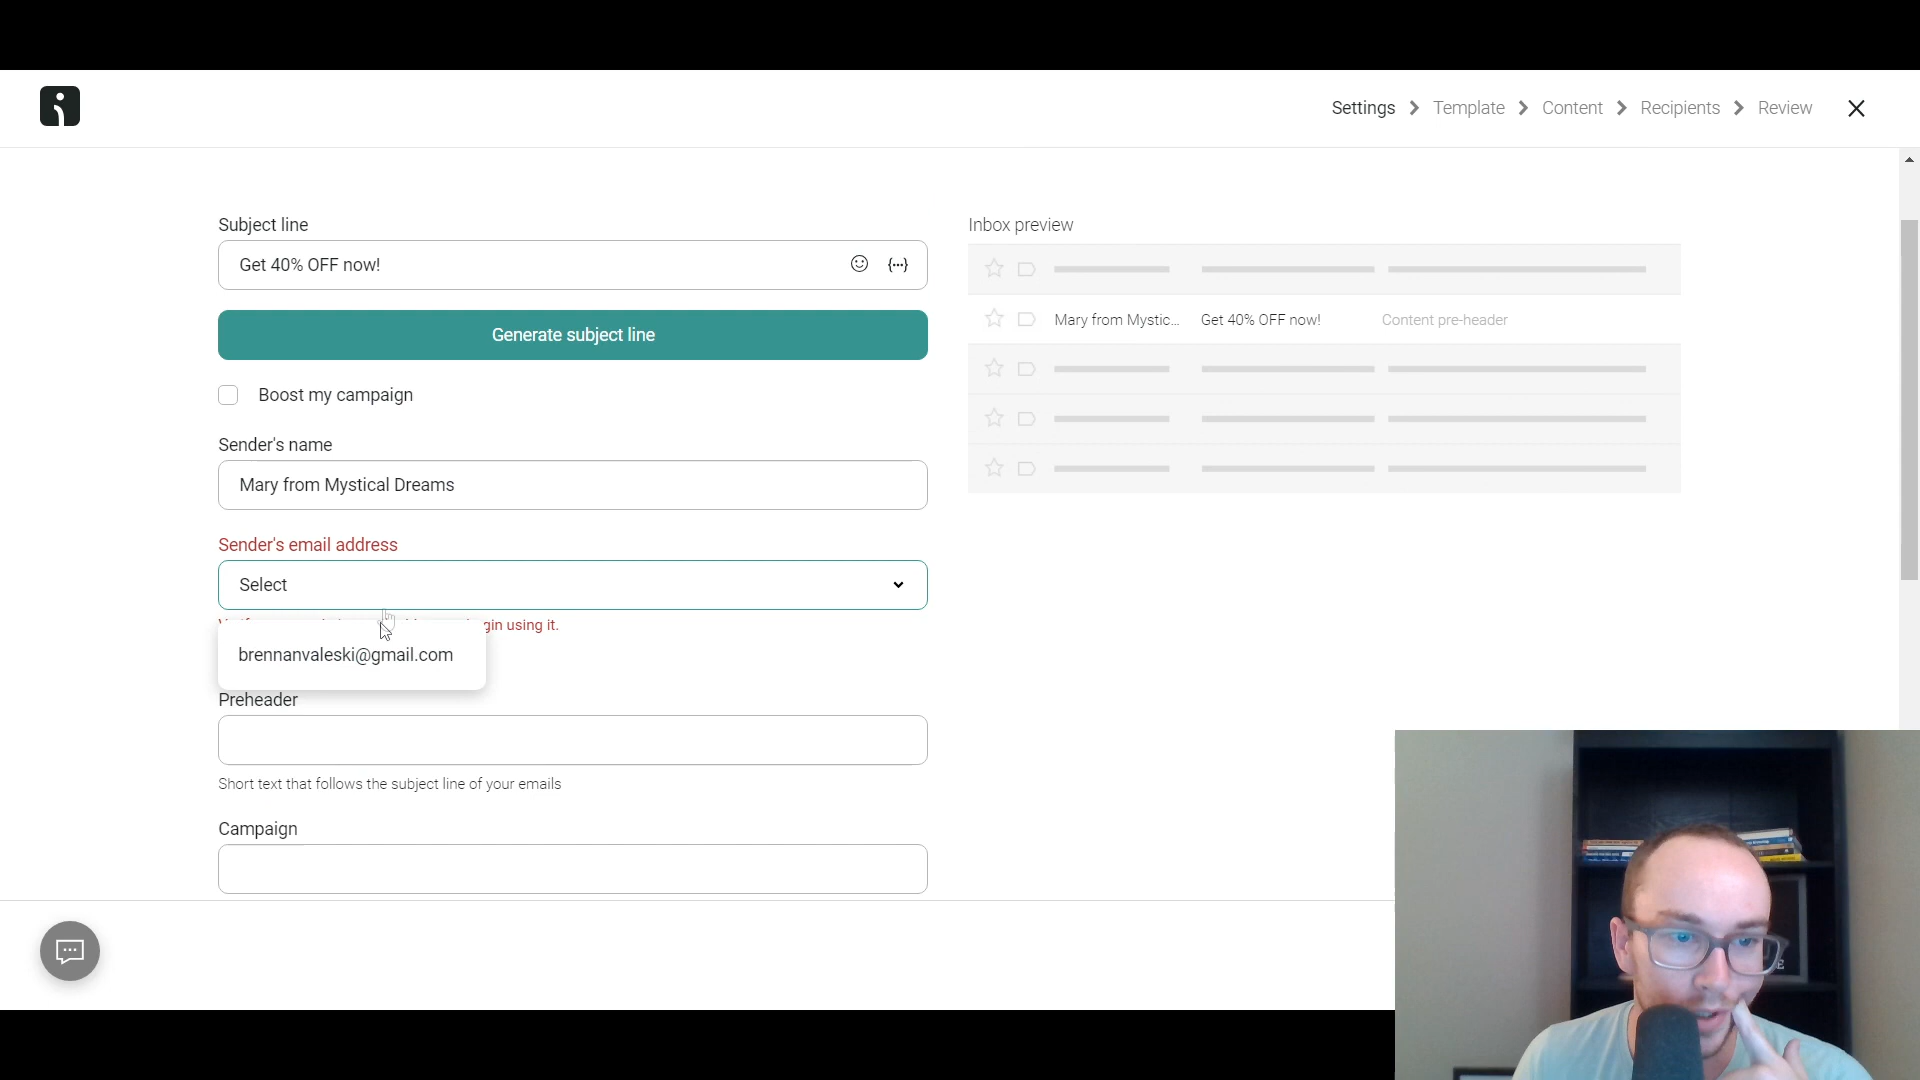 Settings > Template > Content > Recipients > Review
Subject line
Get 40% OFF now!
Generate subject line
Boost my campaign
Sender's name
Mary from Mystical Dreams
Sender's email address
Select
gin using it.
brennanvaleski@gmail.com
Preheader
Short text that follows the subject line of your emails
Campaign
Inbox preview
Mary from Mystic... Get 40% OFF now! Content pre-header